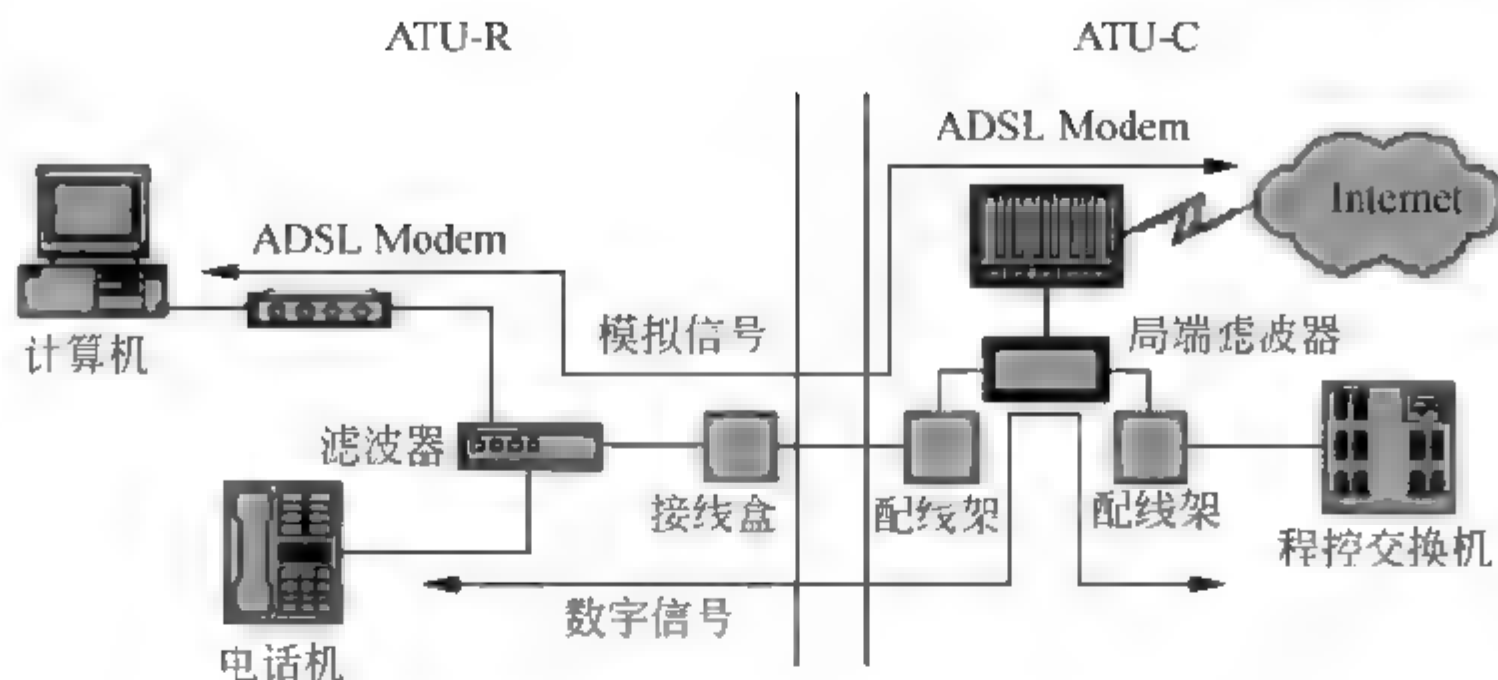 ATU-R
ATU-C
ADSL Modem
Internet
ADSL Modem
计算机
模拟信号
局端滤波器
滤波器
接线盒
配线架
配线架
程控交换机
数字信号
电话机